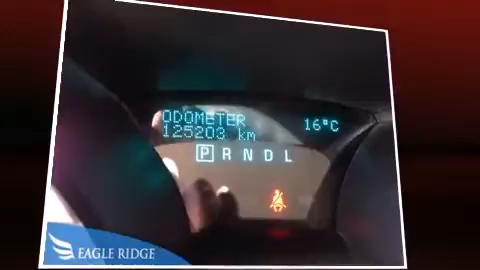 ODOMETER
125203 km
16°C
P R N D L
EAGLE RIDGE